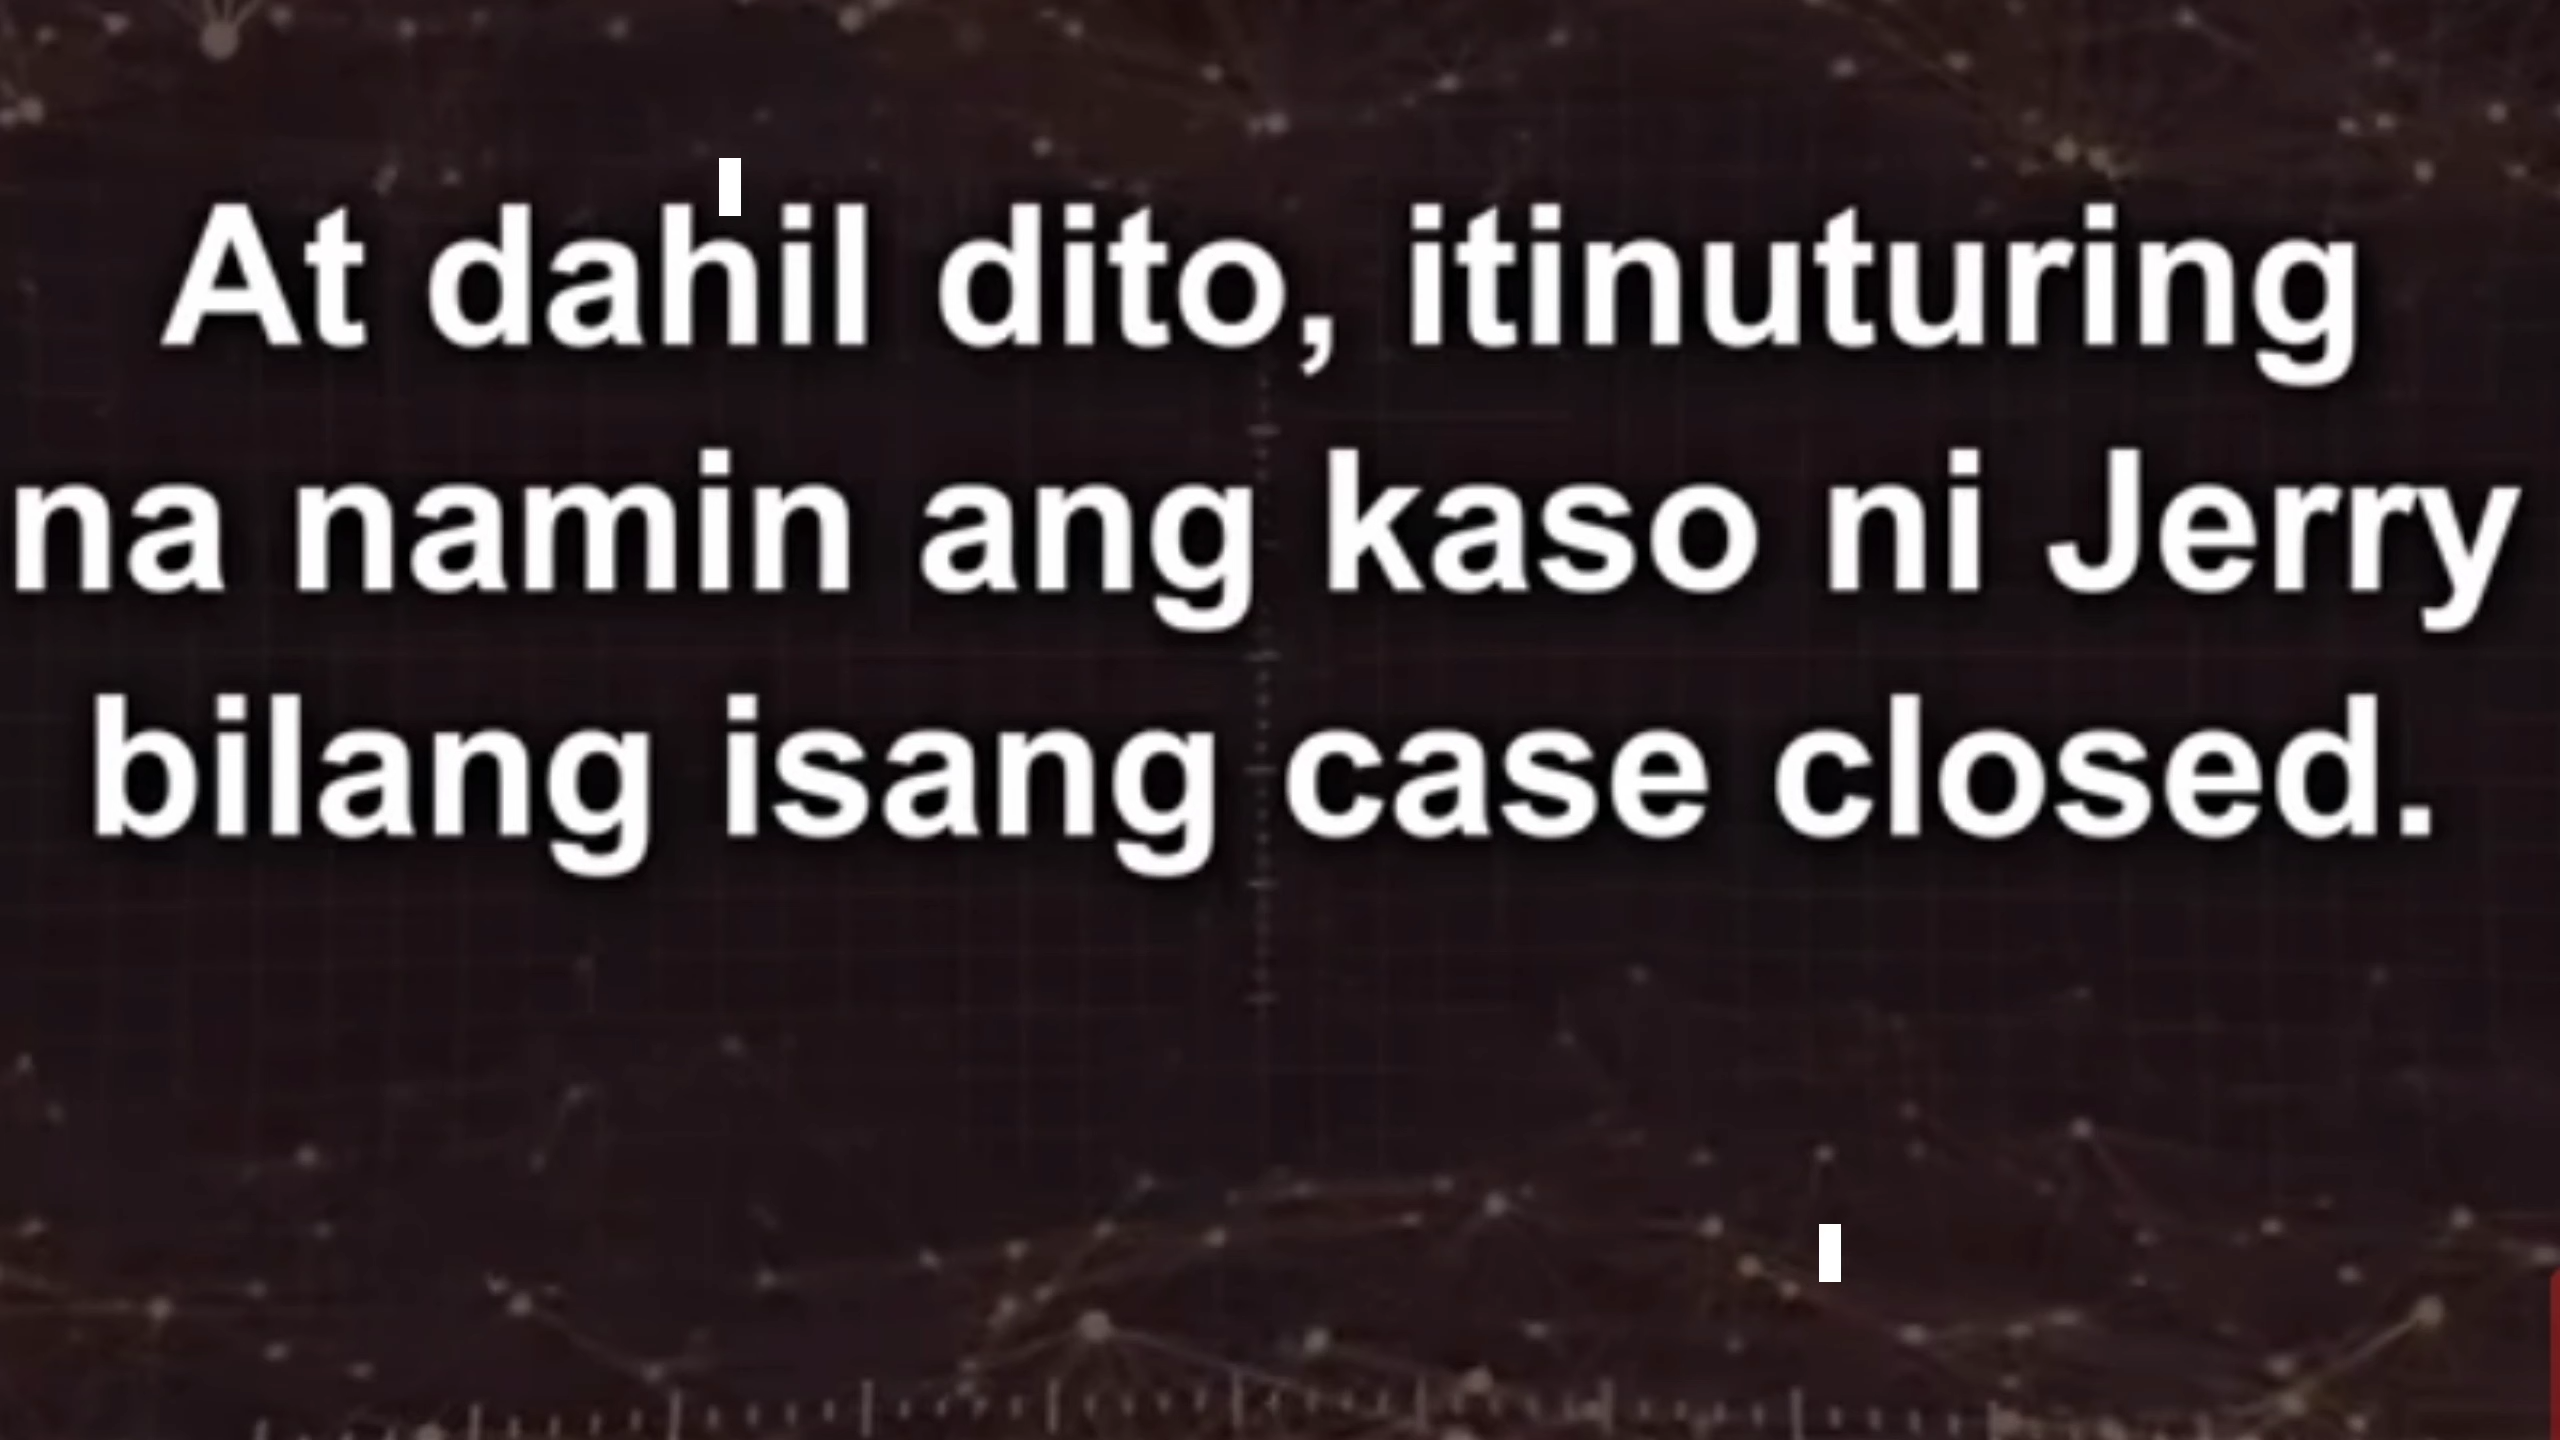 At dahil dito, itinuturing
na namin ang kaso ni Jerry
bilang isang case closed.